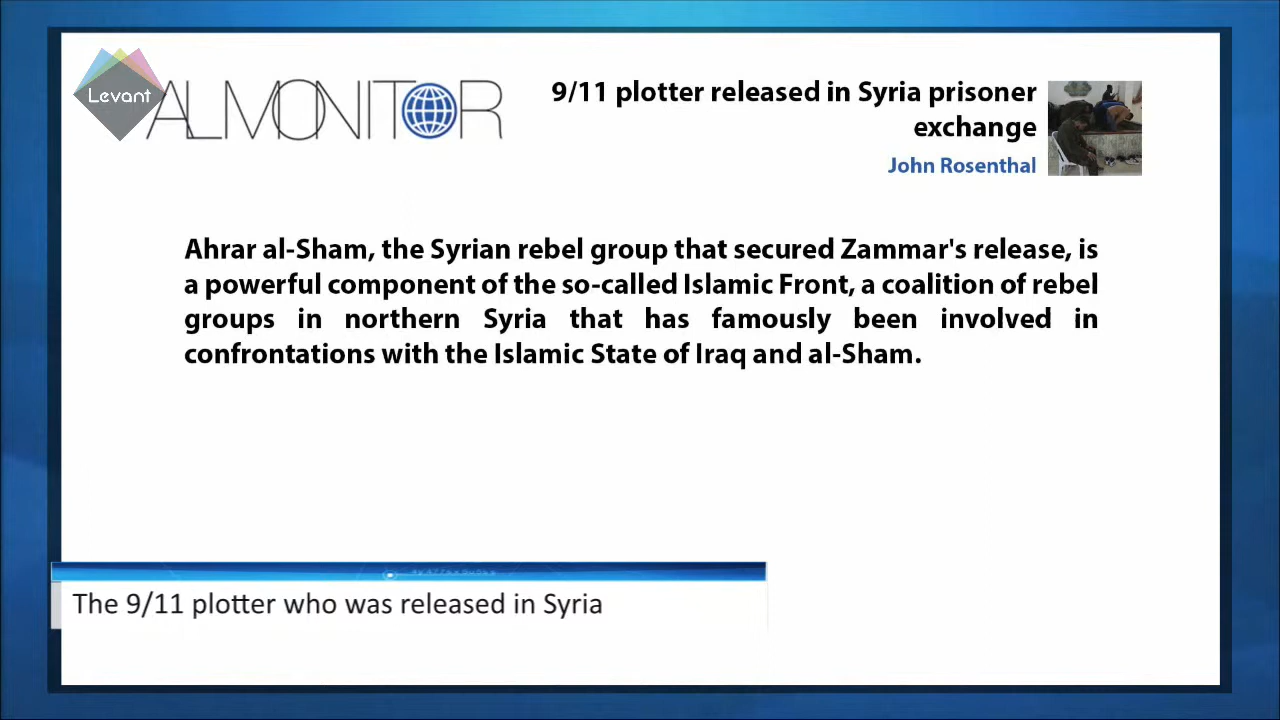 Levant
ALMONITOR
9/11 plotter released in Syria prisoner
exchange
John Rosenthal
Ahrar al-Sham, the Syrian rebel group that secured Zammar's release, is
a powerful component of the so-called Islamic Front, a coalition of rebel
groups in northern Syria that has famously been involved in
confrontations with the Islamic State of Iraq and al-Sham.
The 9/11 plotter who was released in Syria